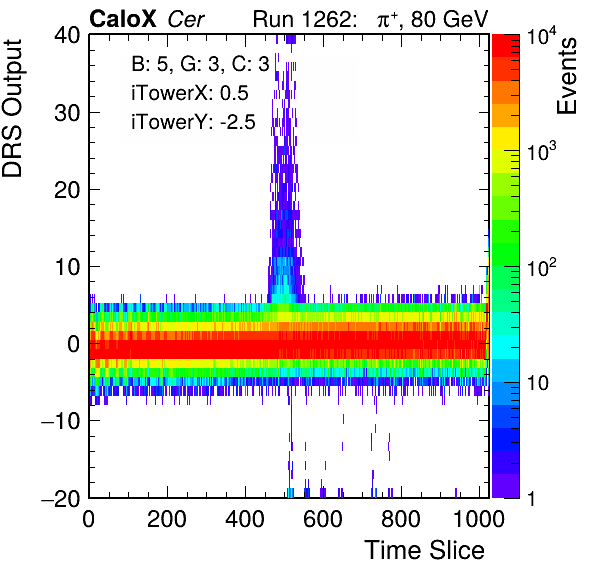 CaloX Cer Run 1262: π⁺, 80 GeV
B: 5, G: 3, C: 3
iTowerX: 0.5
iTowerY: -2.5
DRS Output
40
30
20
10
0
−10
−20
0 200 400 600 800 1000
Time Slice
Events
10⁴
10³
10²
10
1